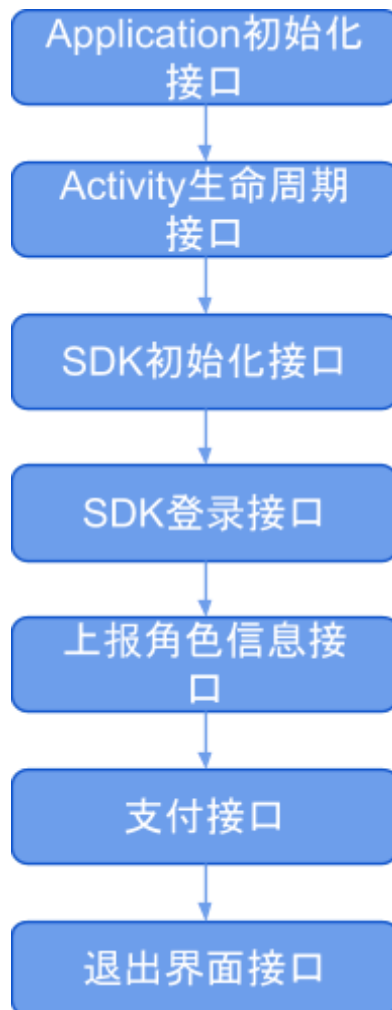 Application初始化
接口
Activity生命周期
接口
SDK初始化接口
SDK登录接口
上报角色信息接
口
支付接口
退出界面接口